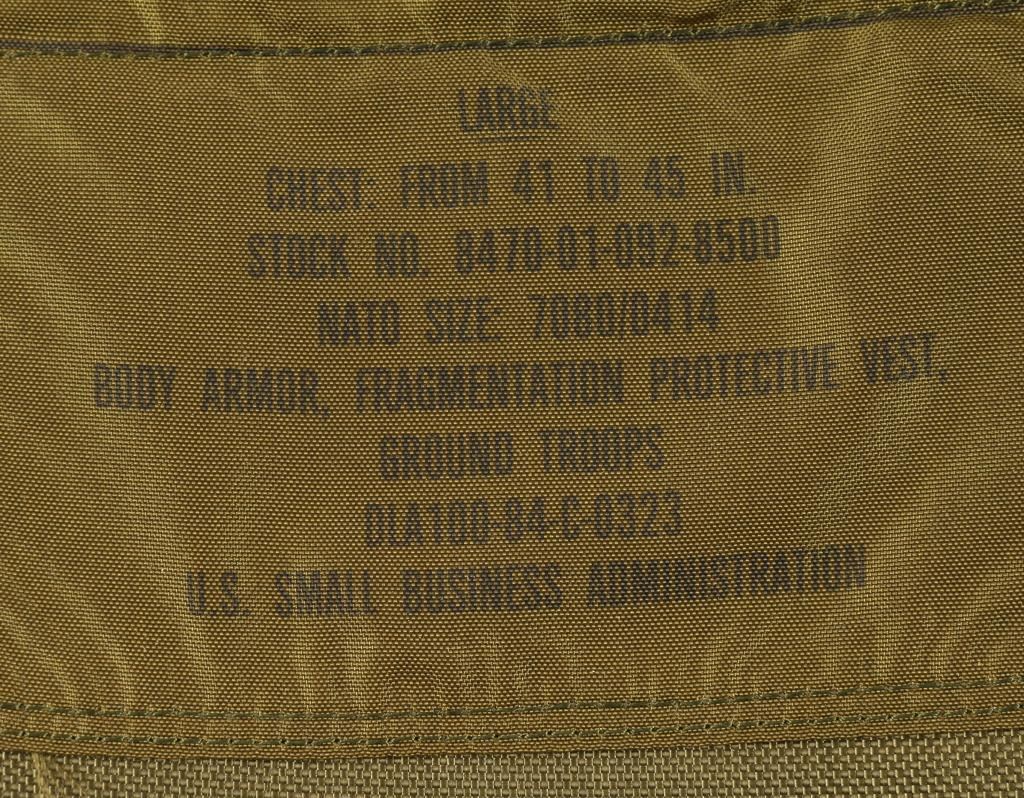 LARGE
CHEST: FROM 41 TO 45 IN.
STOCK NO. 8470-01-092-8500
NATO SIZE: 7080/0414
BODY ARMOR, FRAGMENTATION PROTECTIVE VEST,
GROUND TROOPS
DLA100-84-C-0323
U.S. SMALL BUSINESS ADMINISTRATION